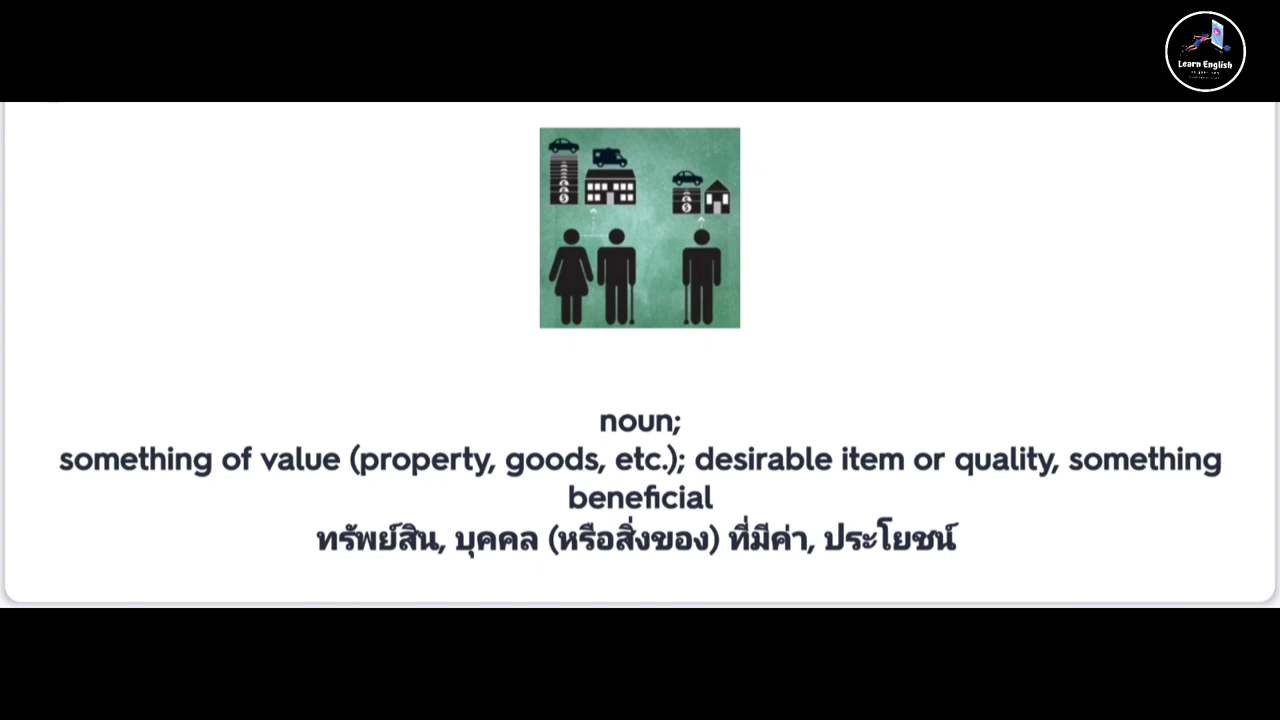 Learn English
noun;
something of value (property, goods, etc.); desirable item or quality, something
beneficial
ทรัพย์สิน, บุคคล (หรือสิ่งของ) ที่มีค่า, ประโยชน์